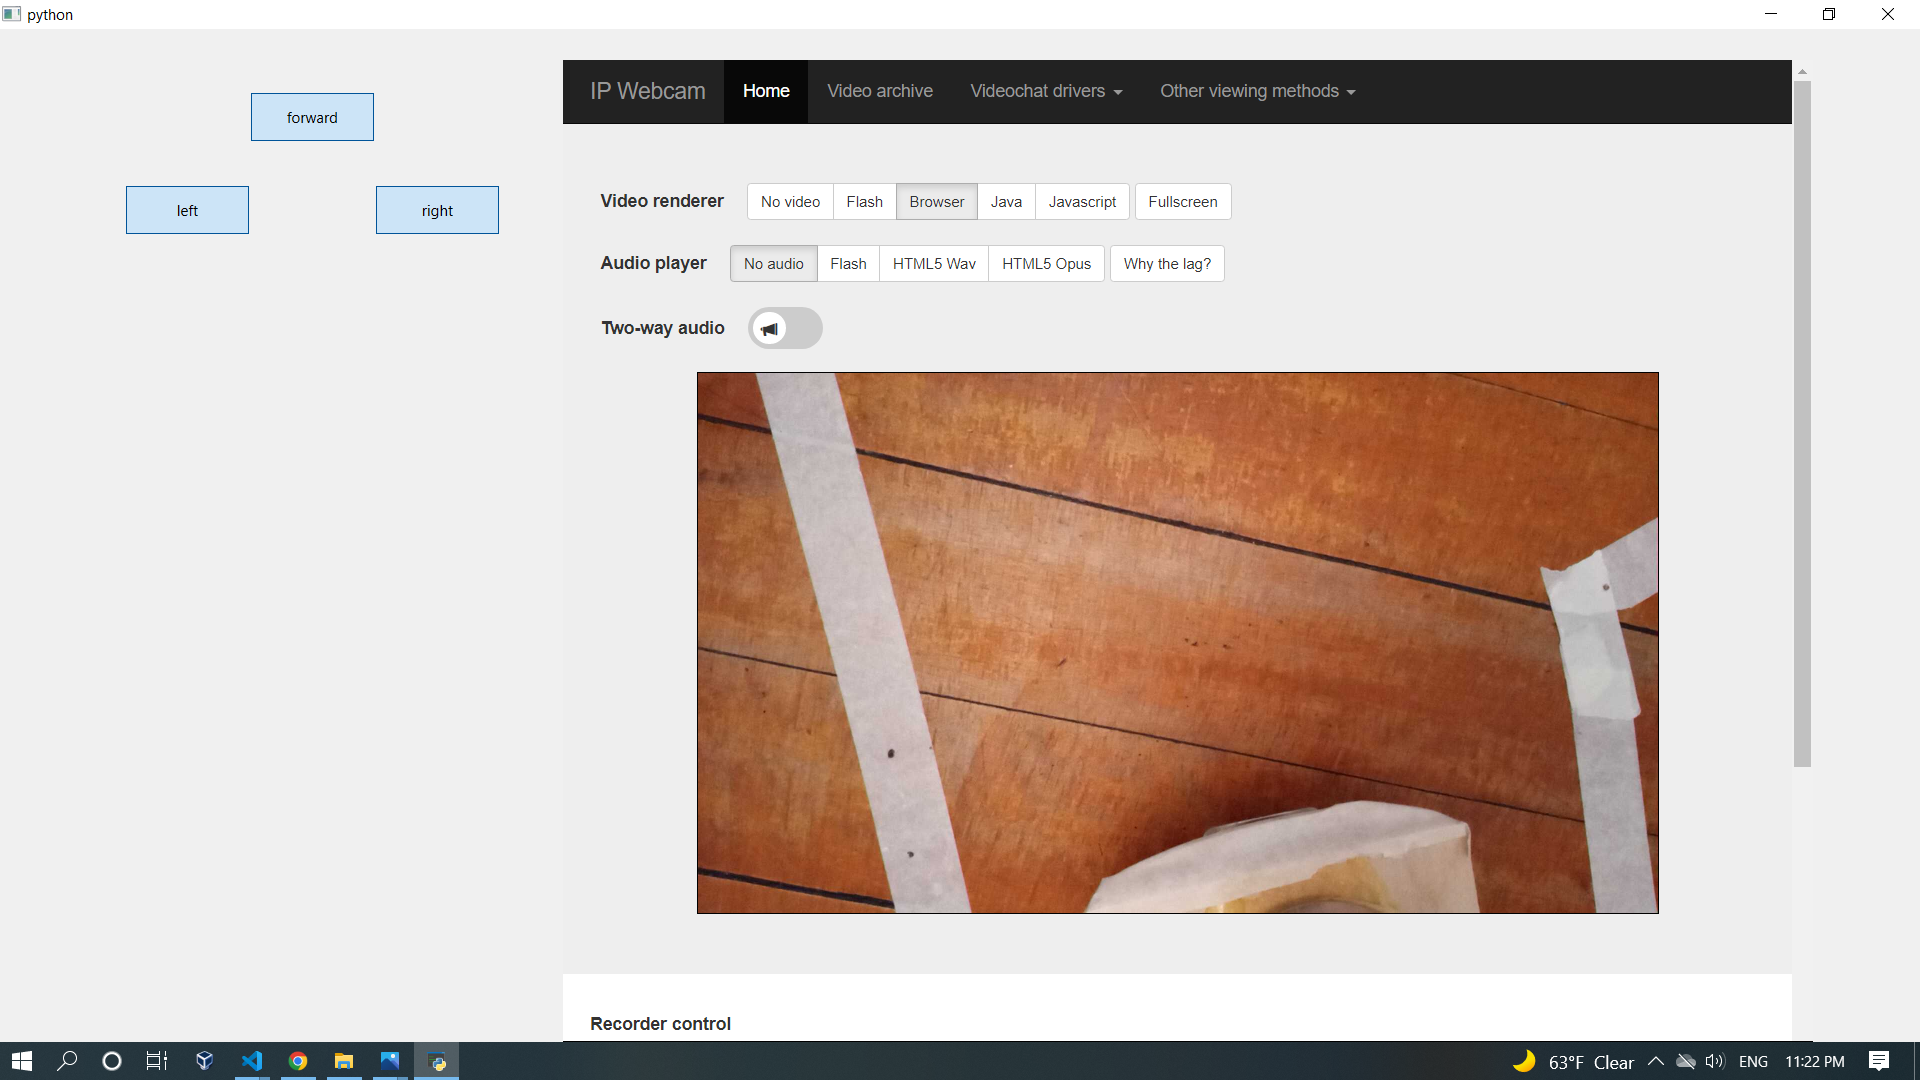 python
forward
left right
IP Webcam Home Video archive Videochat drivers Other viewing methods
Video renderer No video Flash Browser Java Javascript Fullscreen
Audio player No audio Flash HTML5 Wav HTML5 Opus Why the lag?
Two-way audio
Recorder control
63°F Clear ENG 11:22 PM